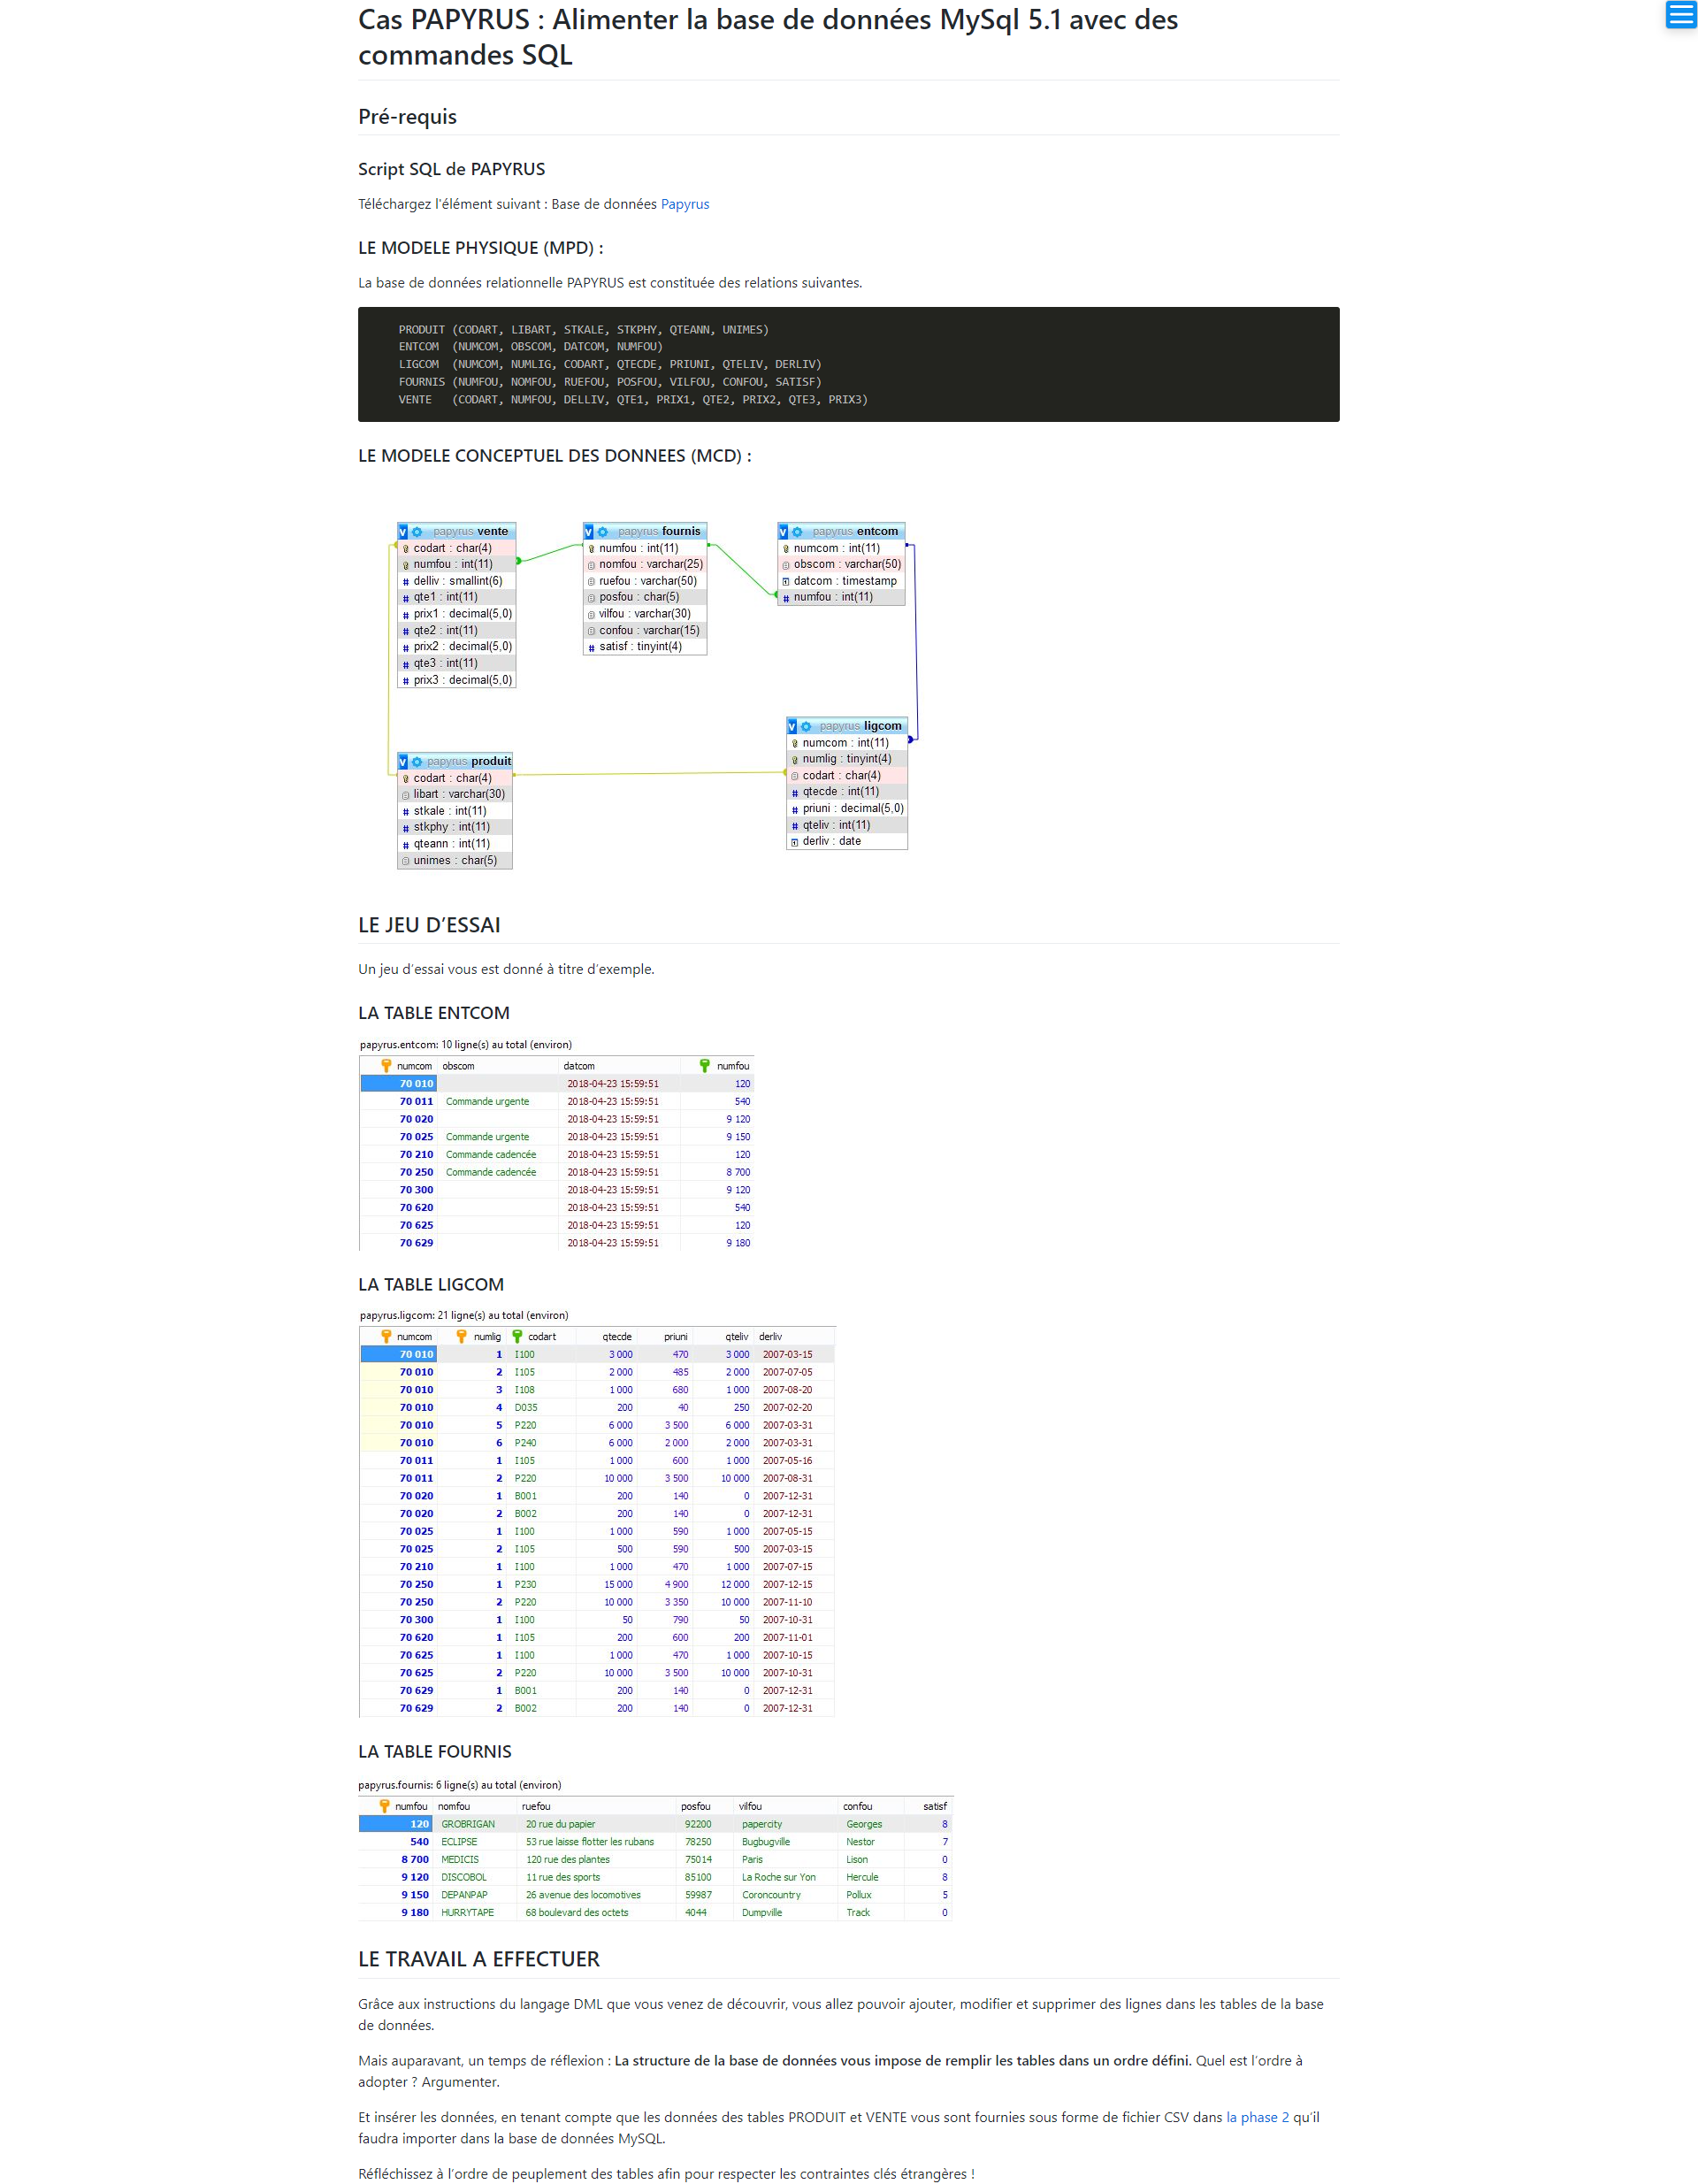 Cas PAPYRUS : Alimenter la base de données MySql 5.1 avec des
commandes SQL
Pré-requis
Script SQL de PAPYRUS
Téléchargez l'élément suivant : Base de données Papyrus
LE MODELE PHYSIQUE (MPD) :
La base de données relationnelle PAPYRUS est constituée des relations suivantes.
PRODUIT (CODART, LIBART, STKALE, STKPHY, QTEANN, UNIMES)
ENTCOM (NUMCOM, OBSCOM, DATCOM, NUMFOU)
LIGCOM (NUMCOM, NUMLIG, CODART, QTECDE, PRIUNI, QTELIV, DERLIV)
FOURNIS (NUMFOU, NOMFOU, RUEFOU, POSFOU, VILFOU, CONFOU, SATISF)
VENTE (CODART, NUMFOU, DELLIV, QTE1, PRIX1, QTE2, PRIX2, QTE3, PRIX3)
LE MODELE CONCEPTUEL DES DONNEES (MCD) :
v papyrus vente
codart : char(4)
numfou : int(11)
# delliv : smallint(6)
# qte1 : int(11)
# prix1 : decimal(5,0)
# qte2 : int(11)
# prix2 : decimal(5,0)
# qte3 : int(11)
# prix3 : decimal(5,0)
v papyrus fournis
numfou : int(11)
nomfou : varchar(25)
ruefou : varchar(50)
posfou : char(5)
vilfou : varchar(30)
confou : varchar(15)
# satisf : tinyint(4)
v papyrus entcom
numcom : int(11)
obscom : varchar(50)
datcom : timestamp
# numfou : int(11)
v papyrus produit
codart : char(4)
libart : varchar(30)
# stkale : int(11)
# stkphy : int(11)
# qteann : int(11)
unimes : char(5)
v papyrus ligcom
numcom : int(11)
numlig : tinyint(4)
codart : char(4)
# qtecde : int(11)
# priuni : decimal(5,0)
# qteliv : int(11)
derliv : date
LE JEU D'ESSAI
Un jeu d'essai vous est donné à titre d'exemple.
LA TABLE ENTCOM
papyrus.entcom: 10 ligne(s) au total (environ)
numcom obscom datcom numfou
70 010 2018-04-23 15:59:51 120
70 011 Commande urgente 2018-04-23 15:59:51 540
70 020 2018-04-23 15:59:51 9 120
70 025 Commande urgente 2018-04-23 15:59:51 9 150
70 210 Commande cadencée 2018-04-23 15:59:51 120
70 250 Commande cadencée 2018-04-23 15:59:51 8 700
70 300 2018-04-23 15:59:51 9 120
70 620 2018-04-23 15:59:51 540
70 625 2018-04-23 15:59:51 120
70 629 2018-04-23 15:59:51 9 180
LA TABLE LIGCOM
papyrus.ligcom: 21 ligne(s) au total (environ)
numcom numlig codart qtecde priuni qteliv derliv
70 010 1 I100 3 000 470 3 000 2007-03-15
70 010 2 I105 2 000 485 2 000 2007-07-05
70 010 3 I108 1 000 680 1 000 2007-08-20
70 010 4 D035 200 40 250 2007-02-20
70 010 5 P220 6 000 3 500 6 000 2007-03-31
70 010 6 P240 6 000 2 000 2 000 2007-03-31
70 011 1 I105 1 000 600 1 000 2007-05-16
70 011 2 P220 10 000 3 500 10 000 2007-08-31
70 020 1 B001 200 140 0 2007-12-31
70 020 2 B002 200 140 0 2007-12-31
70 025 1 I100 1 000 590 1 000 2007-05-15
70 025 2 I105 500 590 500 2007-03-15
70 210 1 I100 1 000 470 1 000 2007-07-15
70 250 1 P230 15 000 4 900 12 000 2007-12-15
70 250 2 P220 10 000 3 350 10 000 2007-11-10
70 300 1 I100 50 790 50 2007-10-31
70 620 1 I105 200 600 200 2007-11-01
70 625 1 I100 1 000 470 1 000 2007-10-15
70 625 2 P220 10 000 3 500 10 000 2007-10-31
70 629 1 B001 200 140 0 2007-12-31
70 629 2 B002 200 140 0 2007-12-31
LA TABLE FOURNIS
papyrus.fournis: 6 ligne(s) au total (environ)
numfou nomfou ruefou posfou vilfou confou satisf
120 GROBRIGAN 20 rue du papier 92200 papercity Georges 8
540 ECLIPSE 53 rue laisse flotter les rubans 78250 Bugbugville Nestor 7
8 700 MEDICIS 120 rue des plantes 75014 Paris Lison 0
9 120 DISCOBOL 11 rue des sports 85100 La Roche sur Yon Hercule 8
9 150 DEPANPAP 26 avenue des locomotives 59987 Coroncountry Pollux 5
9 180 HURRYTAPE 68 boulevard des octets 4044 Dumpville Track 0
LE TRAVAIL A EFFECTUER
Grâce aux instructions du langage DML que vous venez de découvrir, vous allez pouvoir ajouter, modifier et supprimer des lignes dans les tables de la base
de données.
Mais auparavant, un temps de réflexion : La structure de la base de données vous impose de remplir les tables dans un ordre défini. Quel est l'ordre à
adopter ? Argumenter.
Et insérer les données, en tenant compte que les données des tables PRODUIT et VENTE vous sont fournies sous forme de fichier CSV dans la phase 2 qu'il
faudra importer dans la base de données MySQL.
Réfléchissez à l'ordre de peuplement des tables afin pour respecter les contraintes clés étrangères !